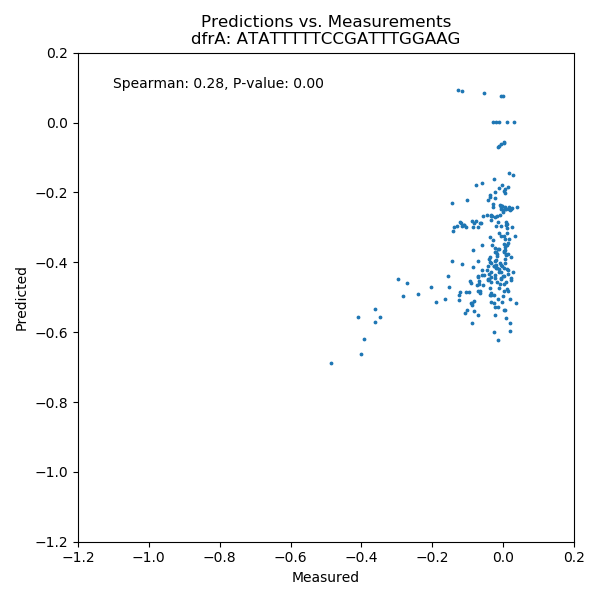 Predictions vs. Measurements
dfrA: ATATTTTTCCGATTTGGAAG
Spearman: 0.28, P-value: 0.00
Predicted
0.2
0.0
−0.2
−0.4
−0.6
−0.8
−1.0
−1.2
−1.2 −1.0 −0.8 −0.6 −0.4 −0.2 0.0 0.2
Measured